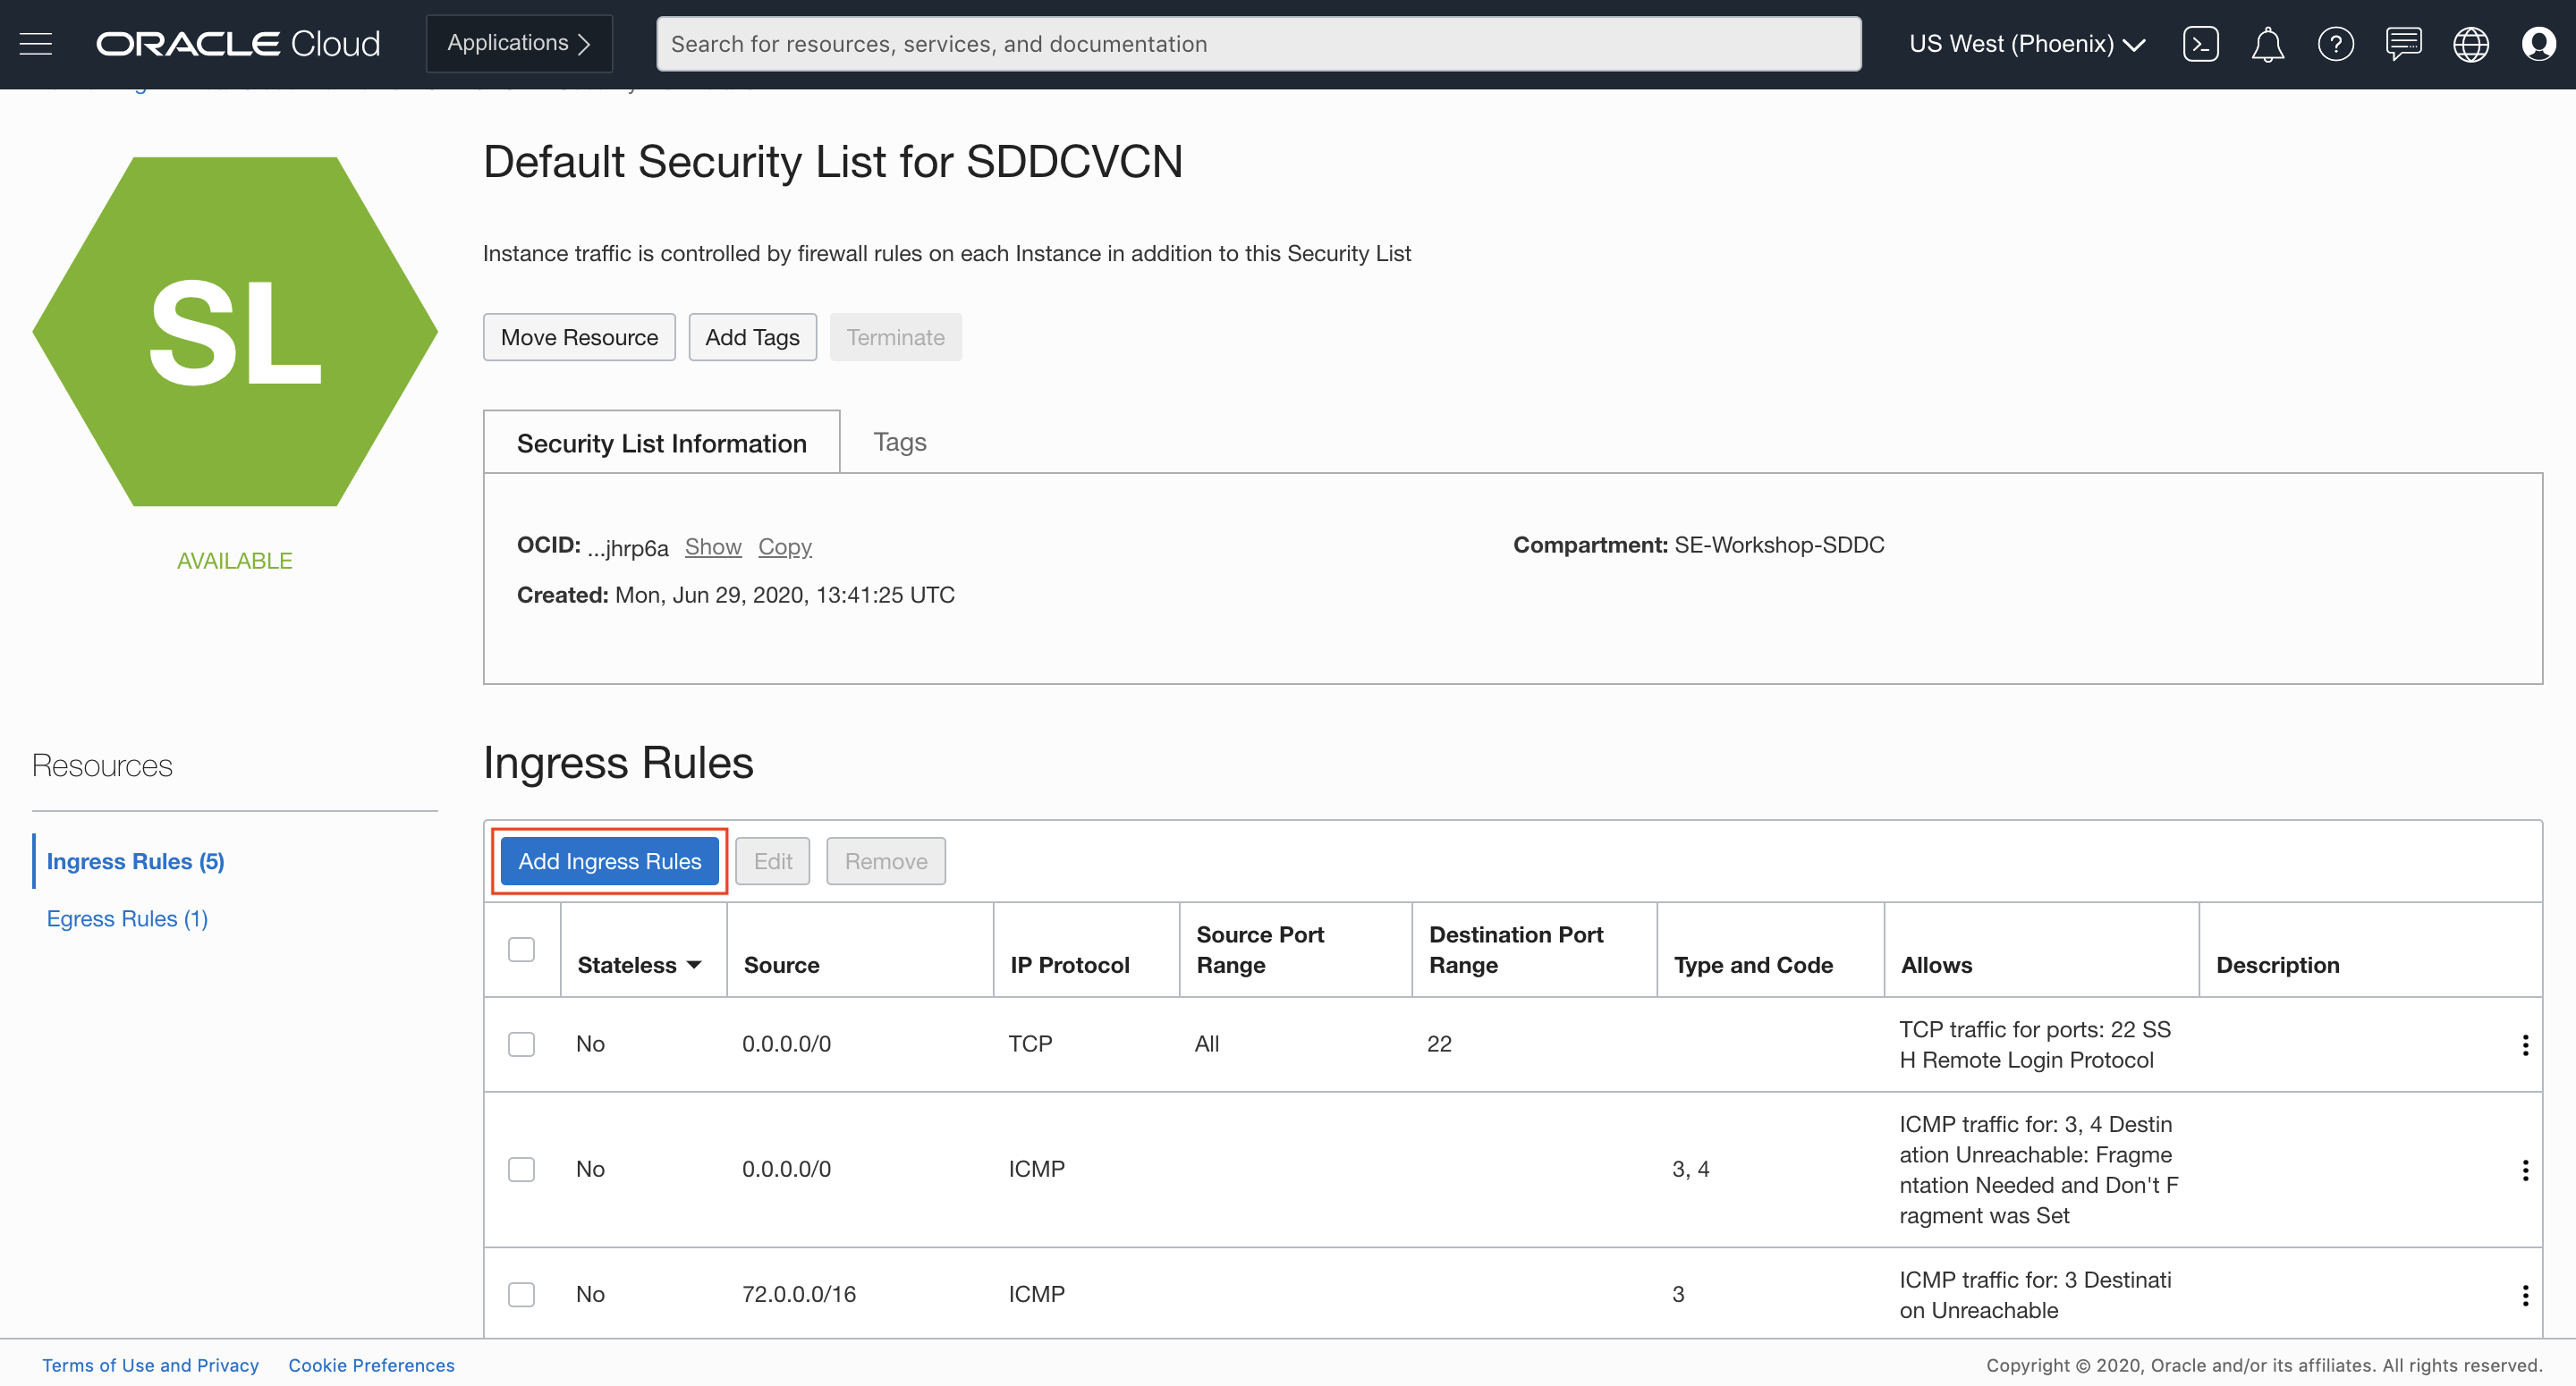 ORACLE Cloud
Applications
Search for resources, services, and documentation
US West (Phoenix)
Default Security List for SDDCVCN
SL
Instance traffic is controlled by firewall rules on each Instance in addition to this Security List
Move Resource
Add Tags
Terminate
Security List Information
Tags
AVAILABLE
OCID: ...jhrp6a Show Copy
Compartment: SE-Workshop-SDDC
Created: Mon, Jun 29, 2020, 13:41:25 UTC
Resources
Ingress Rules (5)
Egress Rules (1)
Ingress Rules
Add Ingress Rules
Edit
Remove
Stateless
Source
IP Protocol
Source Port
Range
Destination Port
Range
Type and Code
Allows
Description
No
0.0.0.0/0
TCP
All
22
TCP traffic for ports: 22 SS
H Remote Login Protocol
No
0.0.0.0/0
ICMP
3, 4
ICMP traffic for: 3, 4 Destin
ation Unreachable: Fragme
ntation Needed and Don't F
ragment was Set
No
72.0.0.0/16
ICMP
3
ICMP traffic for: 3 Destinati
on Unreachable
Terms of Use and Privacy
Cookie Preferences
Copyright © 2020, Oracle and/or its affiliates. All rights reserved.